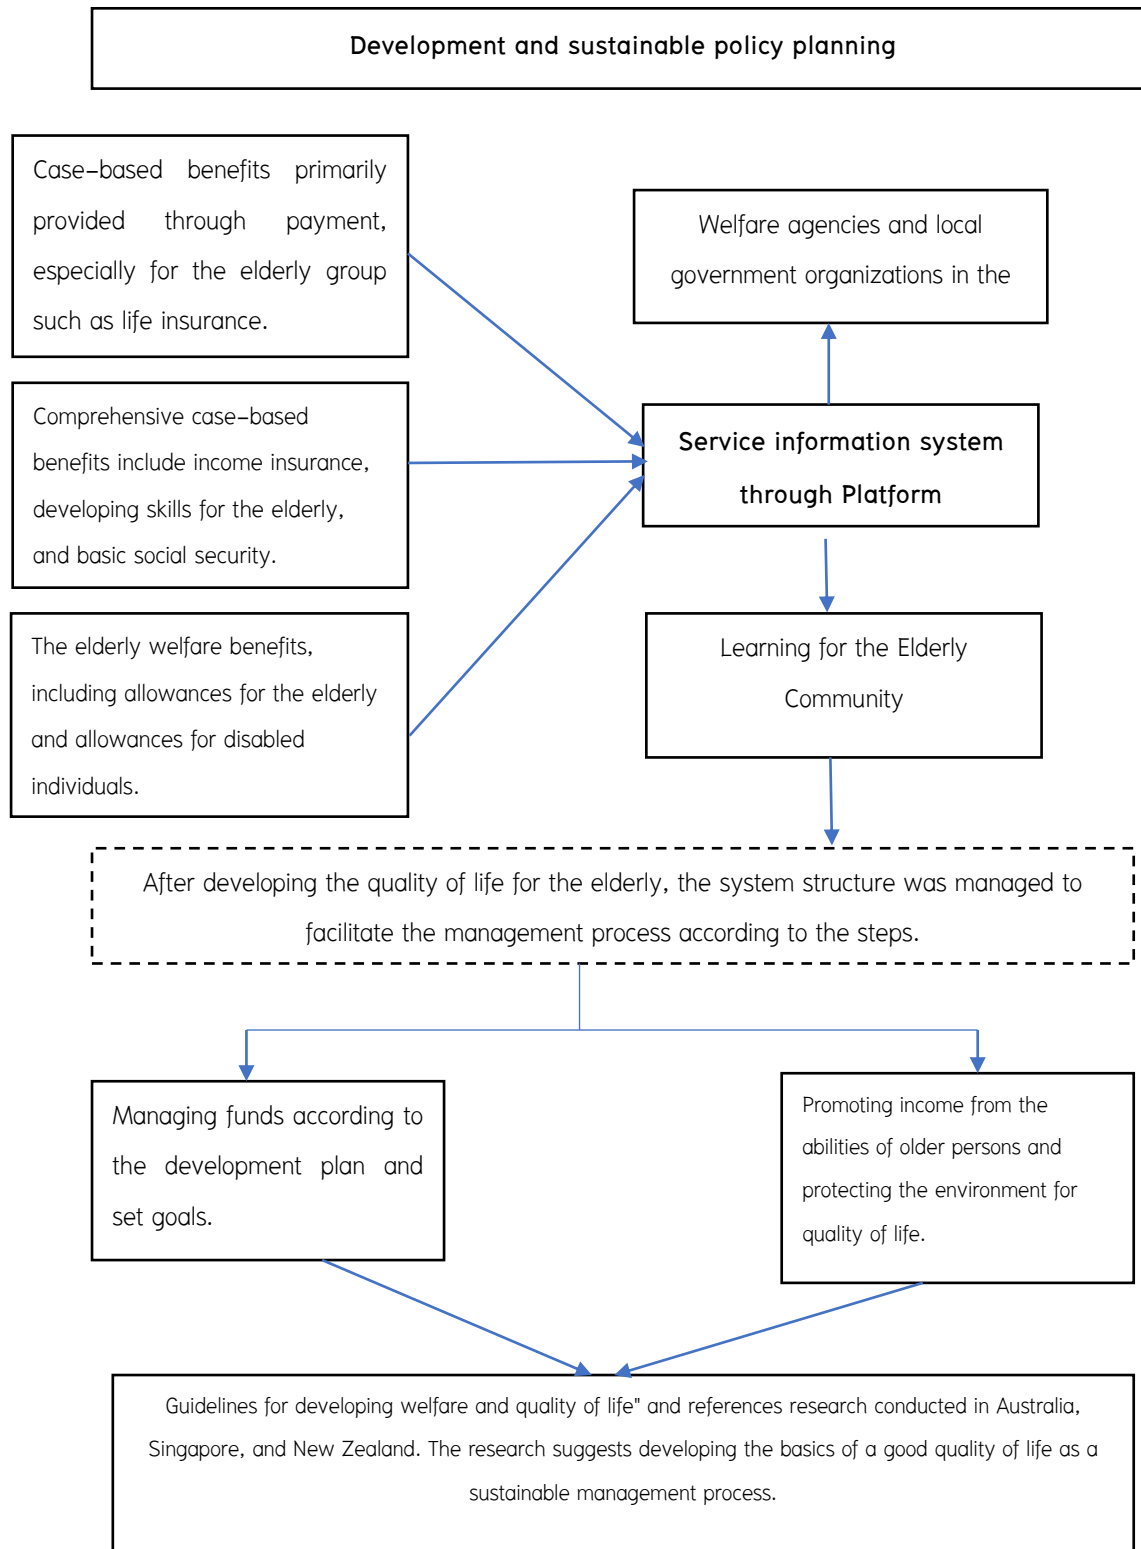 Development and sustainable policy planning
Case-based benefits primarily
provided through payment,
especially for the elderly group
such as life insurance.
Welfare agencies and local
government organizations in the
Comprehensive case-based
benefits include income insurance,
developing skills for the elderly,
and basic social security.
Service information system
through Platform
The elderly welfare benefits,
including allowances for the elderly
and allowances for disabled
individuals.
Learning for the Elderly
Community
After developing the quality of life for the elderly, the system structure was managed to
facilitate the management process according to the steps.
Managing funds according to
the development plan and
set goals.
Promoting income from the
abilities of older persons and
protecting the environment for
quality of life.
Guidelines for developing welfare and quality of life" and references research conducted in Australia,
Singapore, and New Zealand. The research suggests developing the basics of a good quality of life as a
sustainable management process.